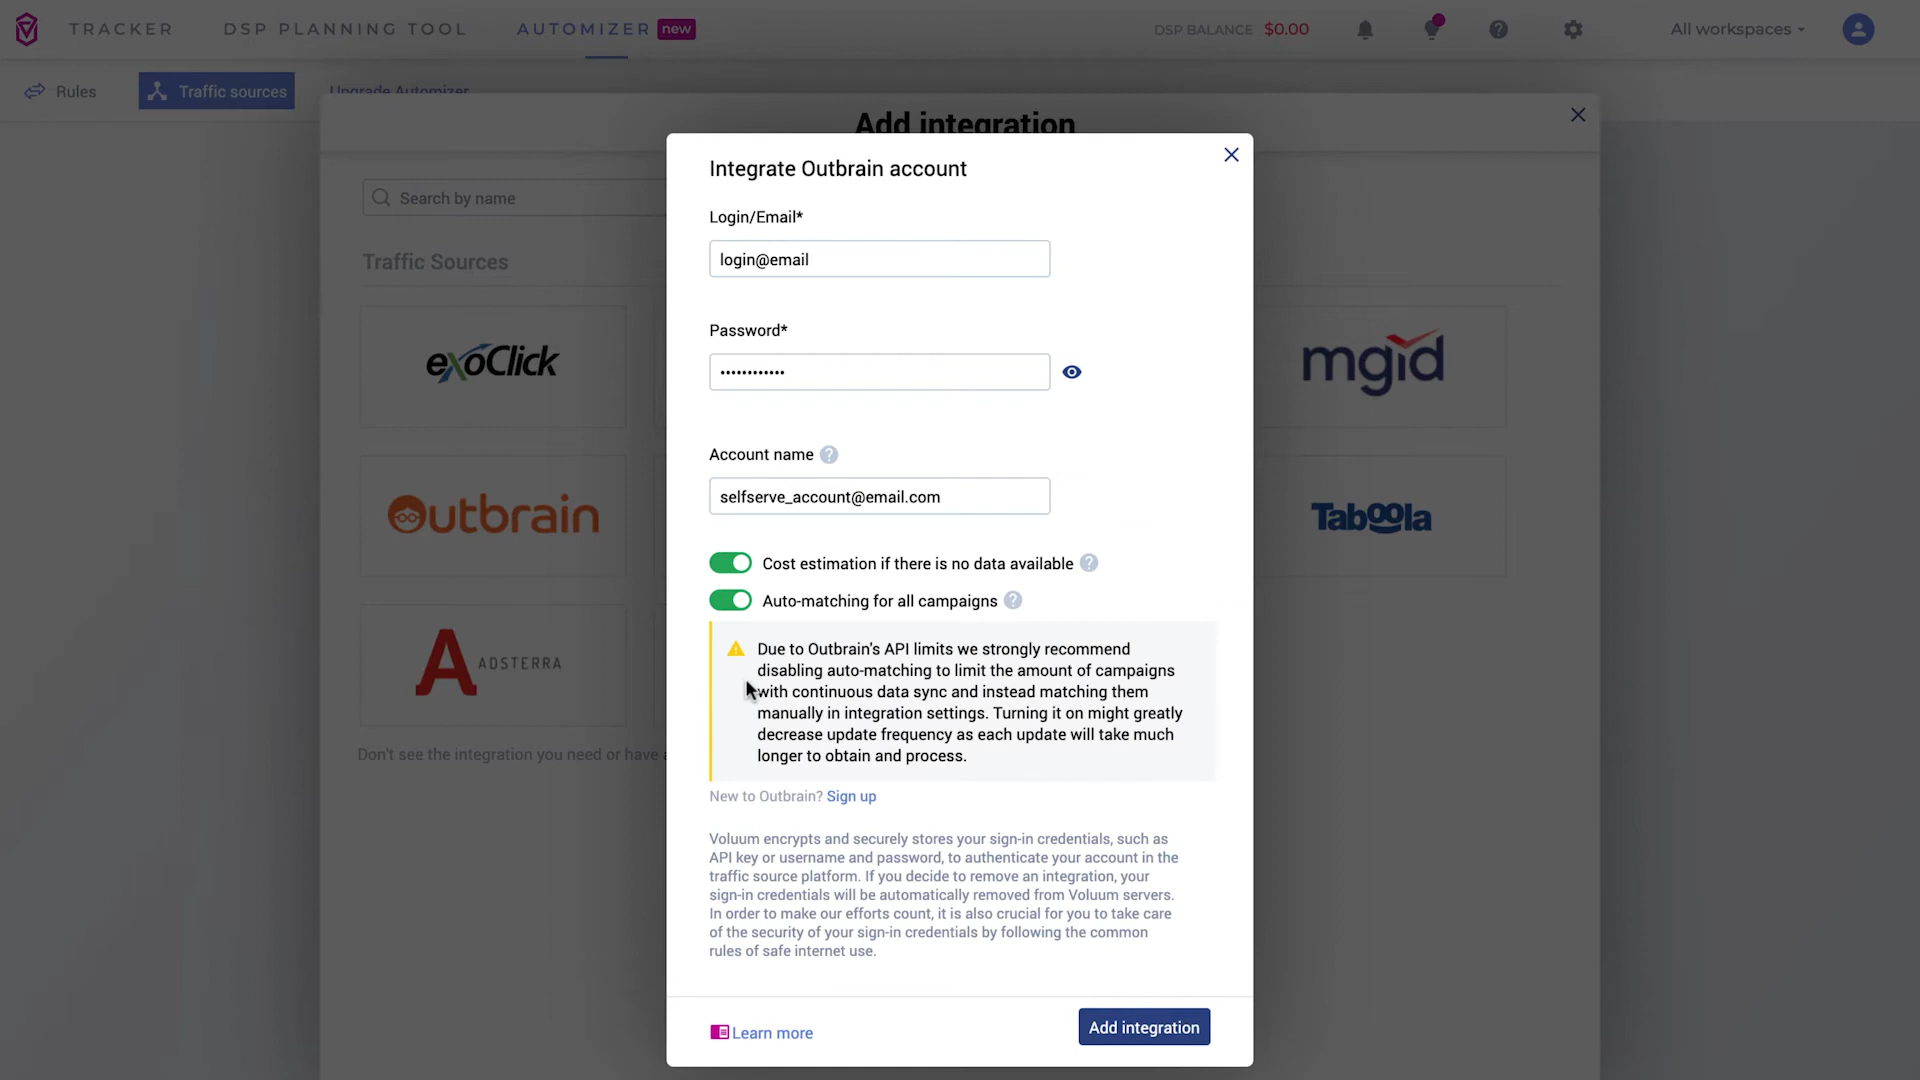 TRACKER DSP PLANNING TOOL AUTOMIZER new DSP BALANCE $0.00 All workspaces
Rules Traffic sources Upgrade Automizer
Add integration
Search by name
Traffic Sources
exoClick
mgid
Outbrain
Taboola
ADSTERRA
Don't see the integration you need or have
Integrate Outbrain account
Login/Email*
login@email
Password*
••••••••••••
Account name ?
selfserve_account@email.com
Cost estimation if there is no data available ?
Auto-matching for all campaigns ?
Due to Outbrain's API limits we strongly recommend
disabling auto-matching to limit the amount of campaigns
with continuous data sync and instead matching them
manually in integration settings. Turning it on might greatly
decrease update frequency as each update will take much
longer to obtain and process.
New to Outbrain? Sign up
Voluum encrypts and securely stores your sign-in credentials, such as
API key or username and password, to authenticate your account in the
traffic source platform. If you decide to remove an integration, your
sign-in credentials will be automatically removed from Voluum servers.
In order to make our efforts count, it is also crucial for you to take care
of the security of your sign-in credentials by following the common
rules of safe internet use.
Learn more
Add integration